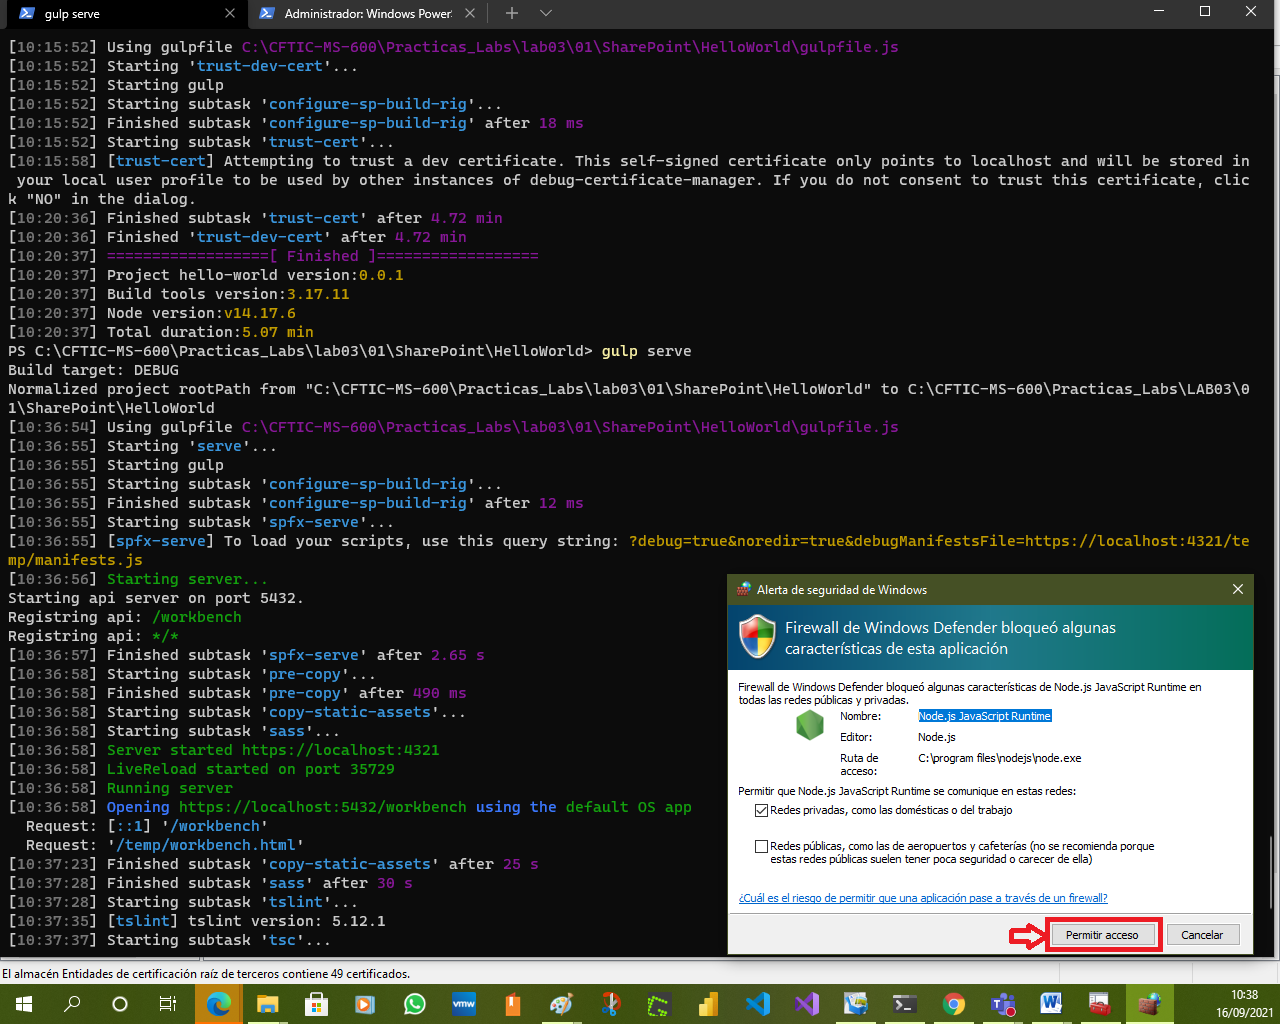 gulp serve
Administrador: Windows PowerS
[10:15:52] Using gulpfile C:\CFTIC-MS-600\Practicas_Labs\lab03\01\SharePoint\HelloWorld\gulpfile.js
[10:15:52] Starting 'trust-dev-cert'...
[10:15:52] Starting gulp
[10:15:52] Starting subtask 'configure-sp-build-rig'...
[10:15:52] Finished subtask 'configure-sp-build-rig' after 18 ms
[10:15:52] Starting subtask 'trust-cert'...
[10:15:58] [trust-cert] Attempting to trust a dev certificate. This self-signed certificate only points to localhost and will be stored in
your local user profile to be used by other instances of debug-certificate-manager. If you do not consent to trust this certificate, clic
k "NO" in the dialog.
[10:20:36] Finished subtask 'trust-cert' after 4.72 min
[10:20:36] Finished 'trust-dev-cert' after 4.72 min
[10:20:37] ==================[ Finished ]==================
[10:20:37] Project hello-world version:0.0.1
[10:20:37] Build tools version:3.17.11
[10:20:37] Node version:v14.17.6
[10:20:37] Total duration:5.07 min
PS C:\CFTIC-MS-600\Practicas_Labs\lab03\01\SharePoint\HelloWorld> gulp serve
Build target: DEBUG
Normalized project rootPath from "C:\CFTIC-MS-600\Practicas_Labs\lab03\01\SharePoint\HelloWorld" to C:\CFTIC-MS-600\Practicas_Labs\LAB03\0
1\SharePoint\HelloWorld
[10:36:54] Using gulpfile C:\CFTIC-MS-600\Practicas_Labs\lab03\01\SharePoint\HelloWorld\gulpfile.js
[10:36:55] Starting 'serve'...
[10:36:55] Starting gulp
[10:36:55] Starting subtask 'configure-sp-build-rig'...
[10:36:55] Finished subtask 'configure-sp-build-rig' after 12 ms
[10:36:55] Starting subtask 'spfx-serve'...
[10:36:55] [spfx-serve] To load your scripts, use this query string: ?debug=true&noredir=true&debugManifestsFile=https://localhost:4321/te
mp/manifests.js
[10:36:56] Starting server...
Starting api server on port 5432.
Registring api: /workbench
Registring api: */*
[10:36:57] Finished subtask 'spfx-serve' after 2.65 s
[10:36:58] Starting subtask 'pre-copy'...
[10:36:58] Finished subtask 'pre-copy' after 490 ms
[10:36:58] Starting subtask 'copy-static-assets'...
[10:36:58] Starting subtask 'sass'...
[10:36:58] Server started https://localhost:4321
[10:36:58] LiveReload started on port 35729
[10:36:58] Running server
[10:36:58] Opening https://localhost:5432/workbench using the default OS app
Request: [::1] '/workbench'
Request: '/temp/workbench.html'
[10:37:23] Finished subtask 'copy-static-assets' after 25 s
[10:37:28] Finished subtask 'sass' after 30 s
[10:37:28] Starting subtask 'tslint'...
[10:37:35] [tslint] tslint version: 5.12.1
[10:37:37] Starting subtask 'tsc'...
Alerta de seguridad de Windows
Firewall de Windows Defender bloqueó algunas
características de esta aplicación
Firewall de Windows Defender bloqueó algunas características de Node.js JavaScript Runtime en
todas las redes públicas y privadas.
Nombre: Node.js JavaScript Runtime
Editor: Node.js
Ruta de acceso: C:\program files\nodejs\node.exe
Permitir que Node.js JavaScript Runtime se comunique en estas redes:
Redes privadas, como las domésticas o del trabajo
Redes públicas, como las de aeropuertos y cafeterías (no se recomienda porque
estas redes públicas suelen tener poca seguridad o carecer de ella)
¿Cuál es el riesgo de permitir que una aplicación pase a través de un firewall?
Permitir acceso
Cancelar
El almacén Entidades de certificación raíz de terceros contiene 49 certificados.
vmw
10:38
16/09/2021